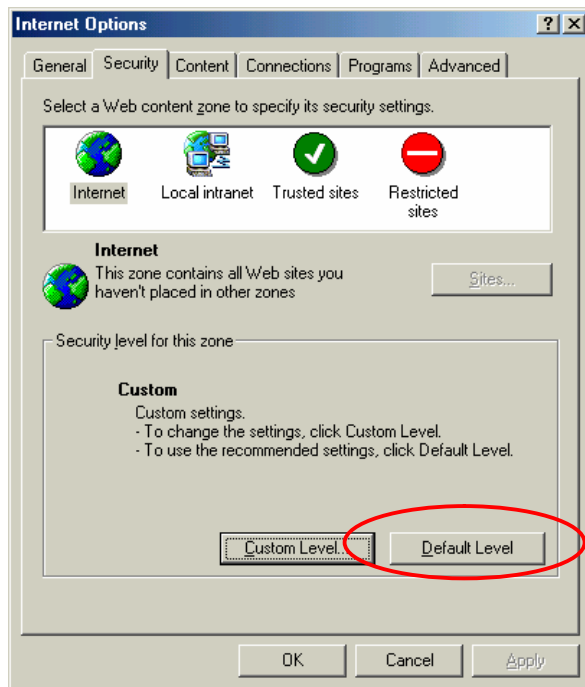 Internet Options
General Security Content Connections Programs Advanced
Select a Web content zone to specify its security settings.
Internet Local intranet Trusted sites Restricted
sites
Internet
This zone contains all Web sites you
haven't placed in other zones
Sites...
Security level for this zone
Custom
Custom settings.
- To change the settings, click Custom Level.
- To use the recommended settings, click Default Level.
Custom Level... Default Level
OK Cancel Apply